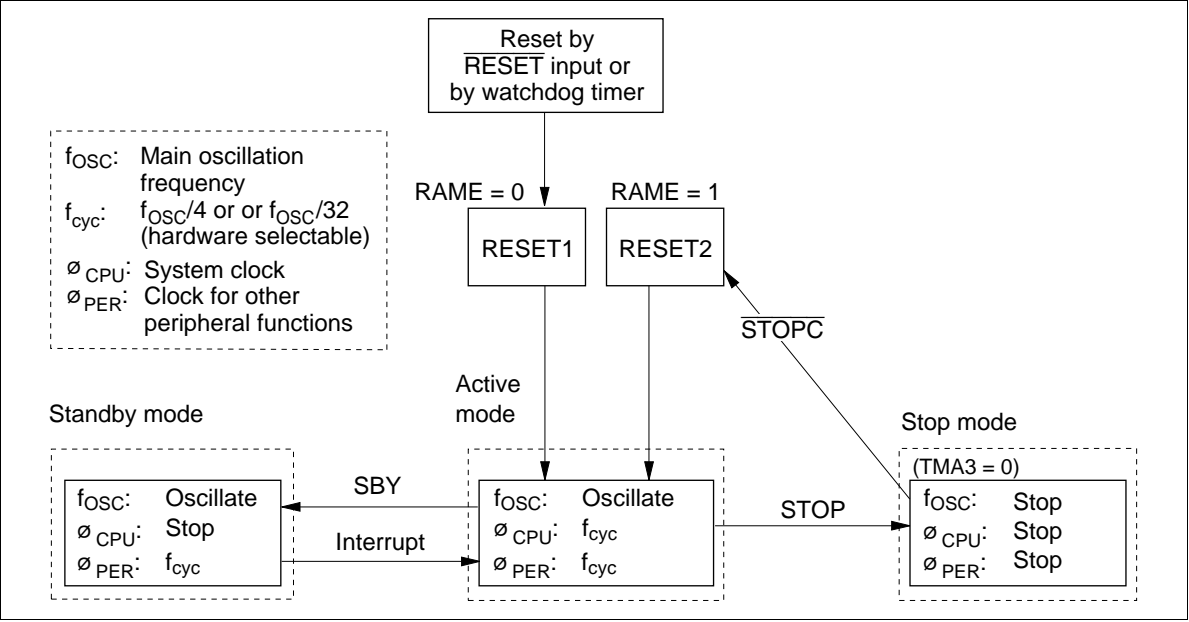 Reset by
RESET input or
by watchdog timer
fOSC: Main oscillation
frequency
fcyc: fOSC/4 or or fOSC/32
(hardware selectable)
ø CPU: System clock
ø PER: Clock for other
peripheral functions
RAME = 0
RAME = 1
RESET1
RESET2
STOPC
Active
mode
Standby mode
Stop mode
(TMA3 = 0)
fOSC: Oscillate
ø CPU: Stop
ø PER: fcyc
SBY
Interrupt
fOSC: Oscillate
ø CPU: fcyc
ø PER: fcyc
STOP
fOSC: Stop
ø CPU: Stop
ø PER: Stop